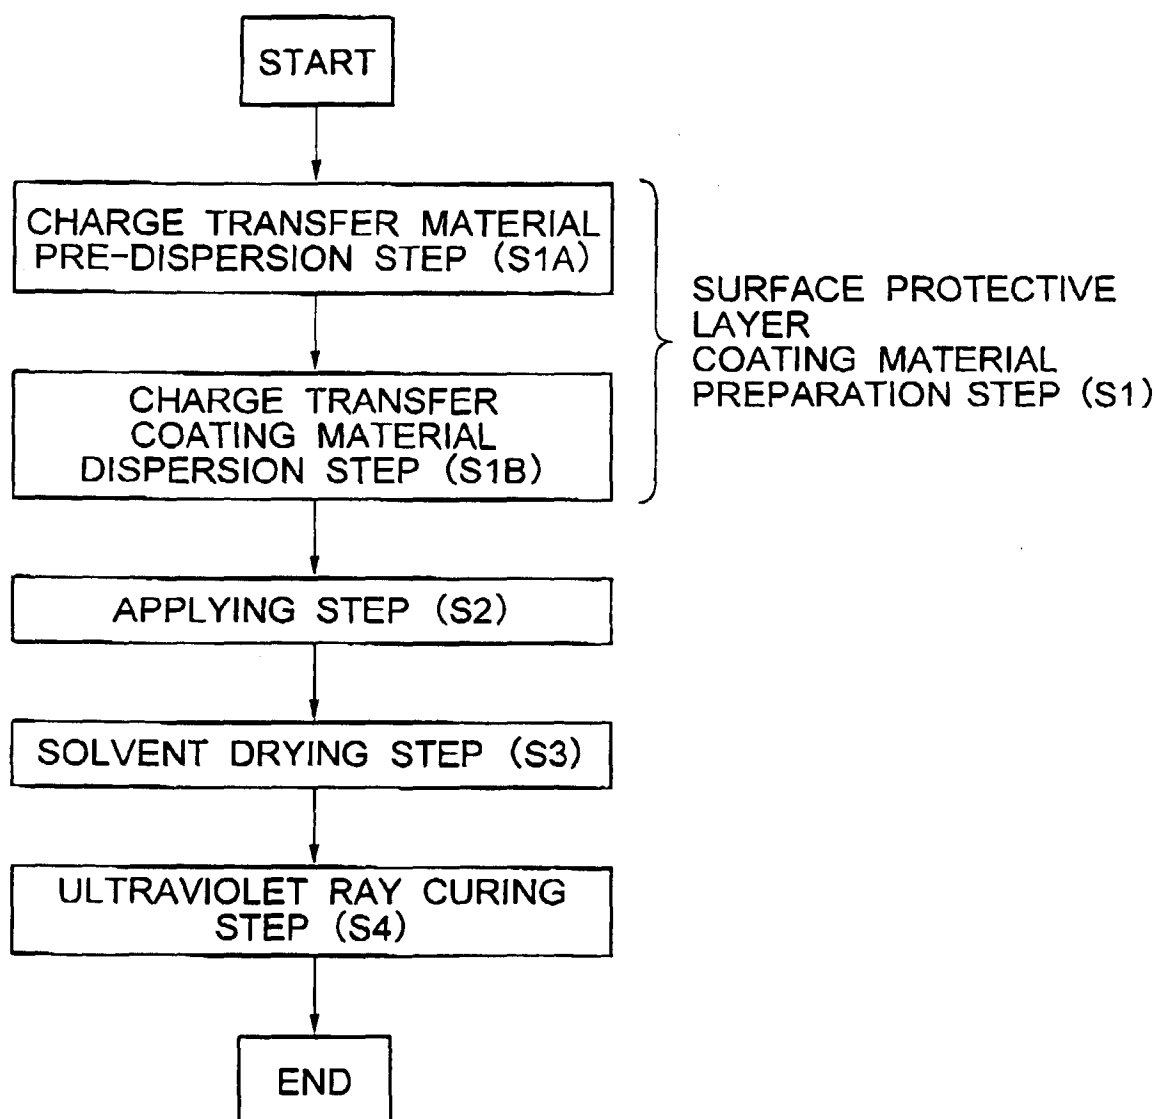 START
CHARGE TRANSFER MATERIAL
PRE-DISPERSION STEP (S1A)
CHARGE TRANSFER
COATING MATERIAL
DISPERSION STEP (S1B)
SURFACE PROTECTIVE
LAYER
COATING MATERIAL
PREPARATION STEP (S1)
APPLYING STEP (S2)
SOLVENT DRYING STEP (S3)
ULTRAVIOLET RAY CURING
STEP (S4)
END